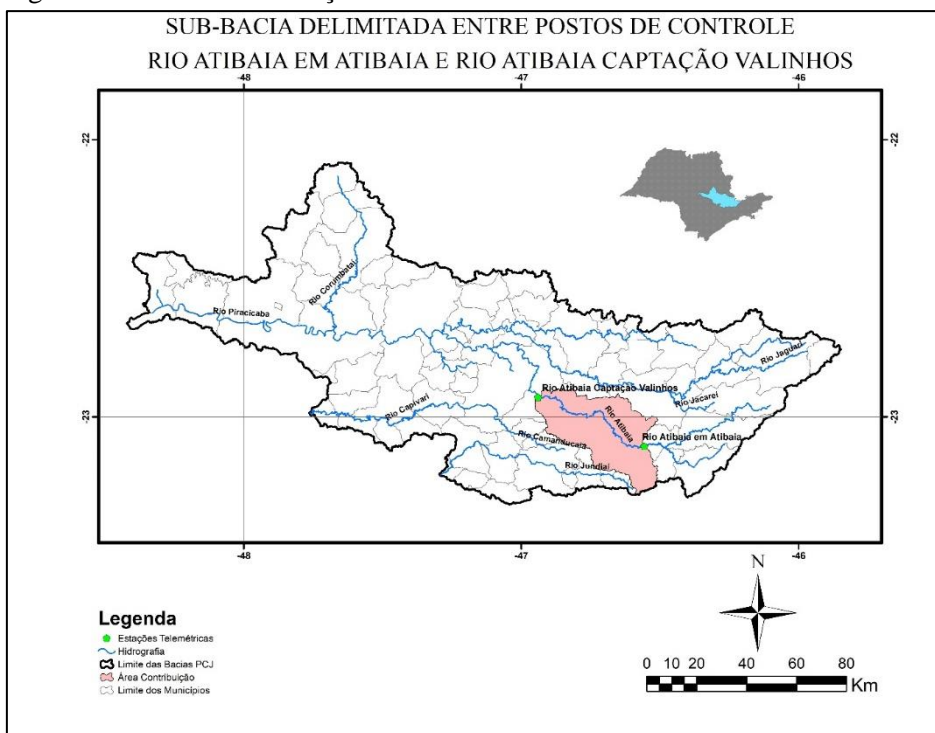 SUB-BACIA DELIMITADA ENTRE POSTOS DE CONTROLE
RIO ATIBAIA EM ATIBAIA E RIO ATIBAIA CAPTAÇÃO VALINHOS
-48
-47
-46
-22
-22
Rio Corumbataí
Rio Piracicaba
Rio Jaguari
Rio Atibaia Captação Valinhos
Rio Jacareí
-23
-23
Rio Capivari
Rio Atibaia
Rio Camanducaia
Rio Atibaia em Atibaia
Rio Jundiaí
-48
-47
-46
N
Legenda
Estações Telemétricas
Hidrografia
Limite das Bacias PCJ
Área Contribuição
Limite dos Municípios
0 10 20 40 60 80
Km